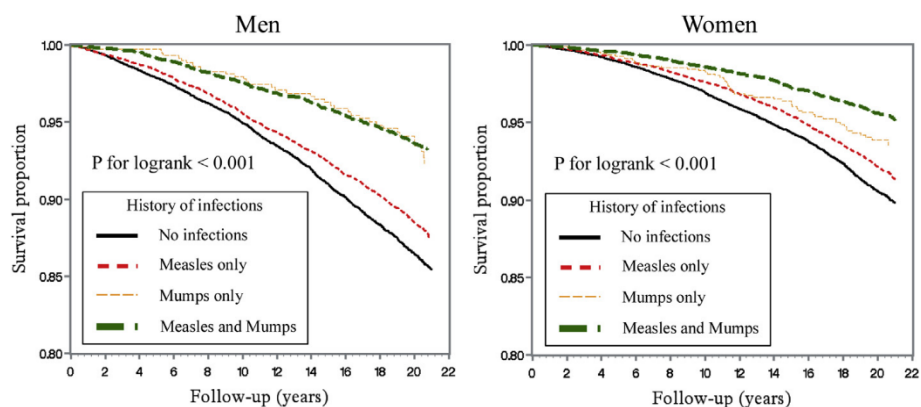 Men
Survival proportion
1.00
0.95
0.90
0.85
0.80
P for logrank < 0.001
History of infections
No infections
Measles only
Mumps only
Measles and Mumps
0 2 4 6 8 10 12 14 16 18 20 22
Follow-up (years)
Women
Survival proportion
1.00
0.95
0.90
0.85
0.80
P for logrank < 0.001
History of infections
No infections
Measles only
Mumps only
Measles and Mumps
0 2 4 6 8 10 12 14 16 18 20 22
Follow-up (years)